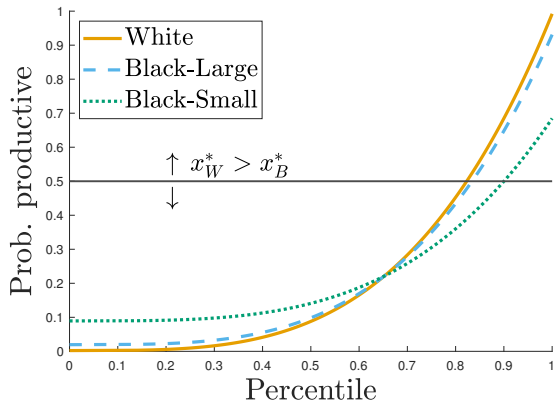 White
Black-Large
Black-Small
↑ x*_W > x*_B
↓
Prob. productive
1
0.9
0.8
0.7
0.6
0.5
0.4
0.3
0.2
0.1
0
0 0.1 0.2 0.3 0.4 0.5 0.6 0.7 0.8 0.9 1
Percentile